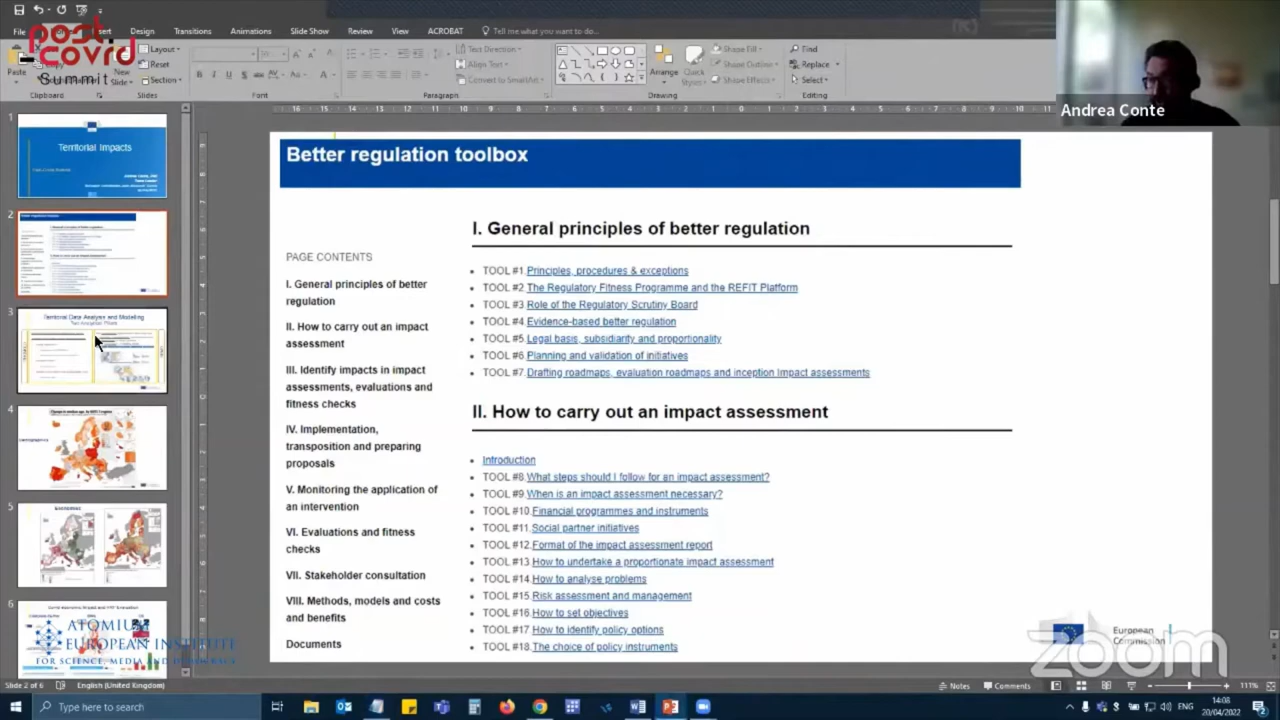 File
Insert
Design
Transitions
Animations
Slide Show
Review
View
ACROBAT
Tell me what you want to do...
post
covid
Summit
Paste
New
Slide
Layout
Reset
Section
Text Direction
Align Text
Convert to SmartArt
Arrange
Quick
Styles
Shape Fill
Shape Outline
Shape Effects
Find
Replace
Select
Clipboard
Slides
Font
Paragraph
Drawing
Editing
Andrea Conte
1
Territorial Impacts
2
Better regulation toolbox
3
Territorial Data Analysis and Modelling
4
5
6
ATOMIUM
EUROPEAN INSTITUTE
FOR SCIENCE, MEDIA AND DEMOCRACY
Better regulation toolbox
PAGE CONTENTS
I. General principles of better
regulation
II. How to carry out an impact
assessment
III. Identify impacts in impact
assessments, evaluations and
fitness checks
IV. Implementation,
transposition and preparing
proposals
V. Monitoring the application of
an intervention
VI. Evaluations and fitness
checks
VII. Stakeholder consultation
VIII. Methods, models and costs
and benefits
Documents
I. General principles of better regulation
TOOL #1 Principles, procedures & exceptions
TOOL #2 The Regulatory Fitness Programme and the REFIT Platform
TOOL #3 Role of the Regulatory Scrutiny Board
TOOL #4 Evidence-based better regulation
TOOL #5 Legal basis, subsidiarity and proportionality
TOOL #6 Planning and validation of initiatives
TOOL #7 Drafting roadmaps, evaluation roadmaps and inception Impact assessments
II. How to carry out an impact assessment
Introduction
TOOL #8 What steps should I follow for an impact assessment?
TOOL #9 When is an impact assessment necessary?
TOOL #10 Financial programmes and instruments
TOOL #11 Social partner initiatives
TOOL #12 Format of the impact assessment report
TOOL #13 How to undertake a proportionate impact assessment
TOOL #14 How to analyse problems
TOOL #15 Risk assessment and management
TOOL #16 How to set objectives
TOOL #17 How to identify policy options
TOOL #18 The choice of policy instruments
European
Commission
zoom
Slide 2 of 6
English (United Kingdom)
Notes
Comments
111%
Type here to search
ENG
14:08
20/04/2022